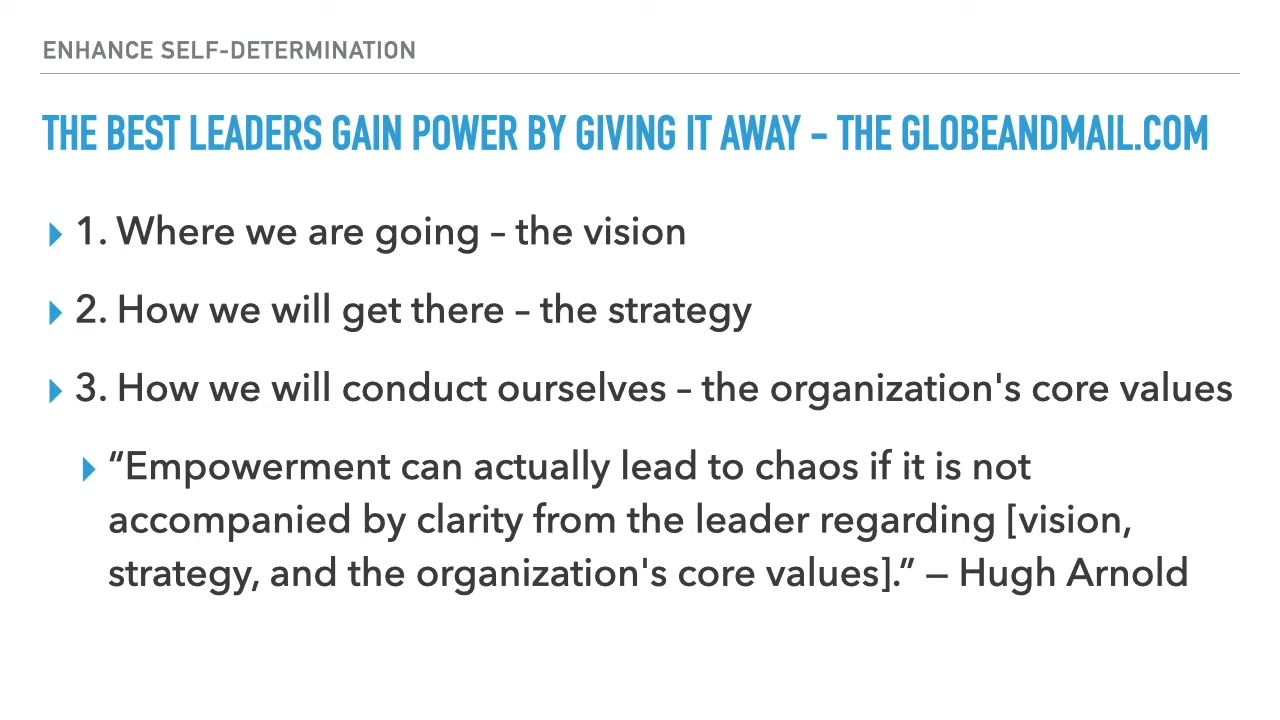 ENHANCE SELF-DETERMINATION
THE BEST LEADERS GAIN POWER BY GIVING IT AWAY – THE GLOBEANDMAIL.COM
1. Where we are going – the vision
2. How we will get there – the strategy
3. How we will conduct ourselves – the organization's core values
“Empowerment can actually lead to chaos if it is not
accompanied by clarity from the leader regarding [vision,
strategy, and the organization's core values].” — Hugh Arnold